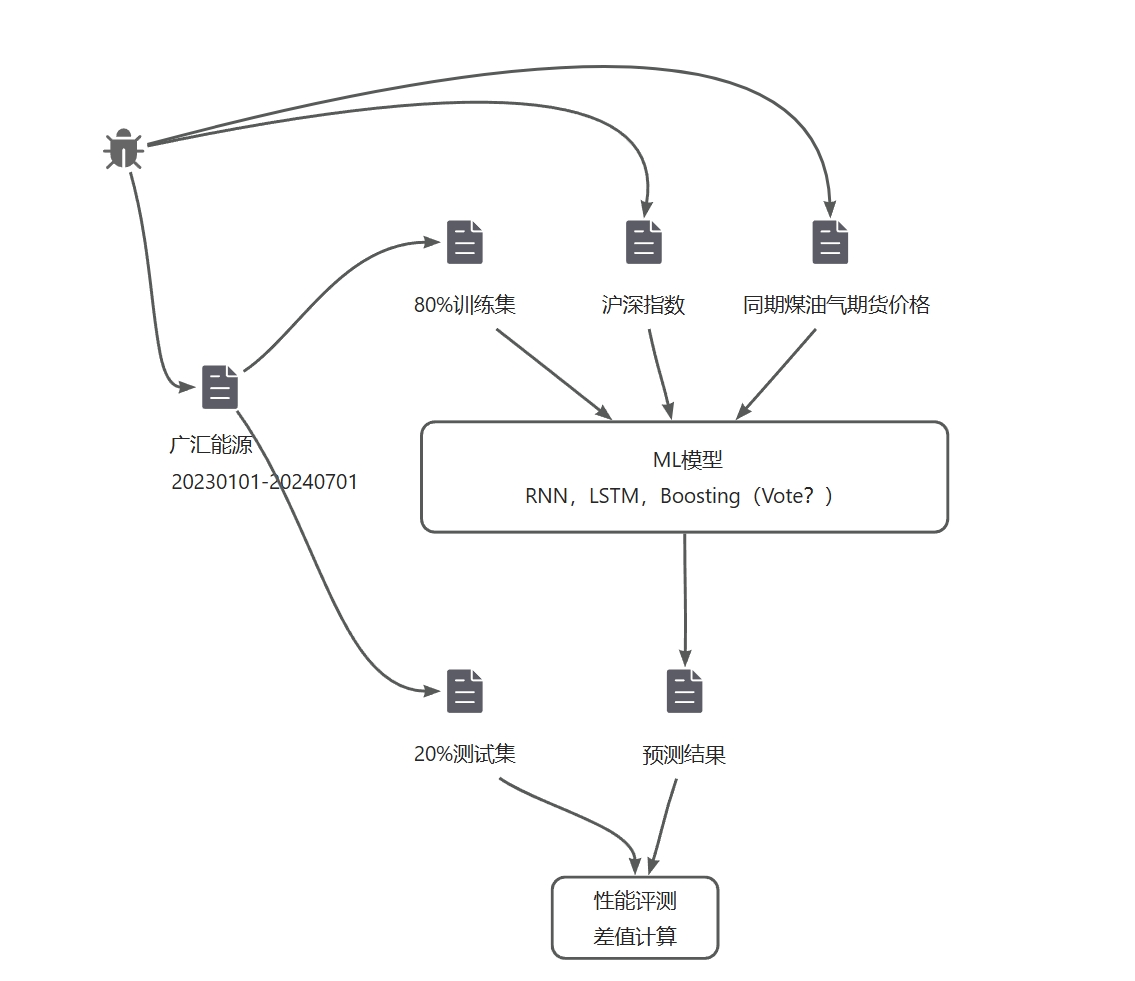 80%训练集
沪深指数
同期煤油气期货价格
广汇能源
20230101-20240701
ML模型
RNN，LSTM，Boosting（Vote？）
20%测试集
预测结果
性能评测
差值计算